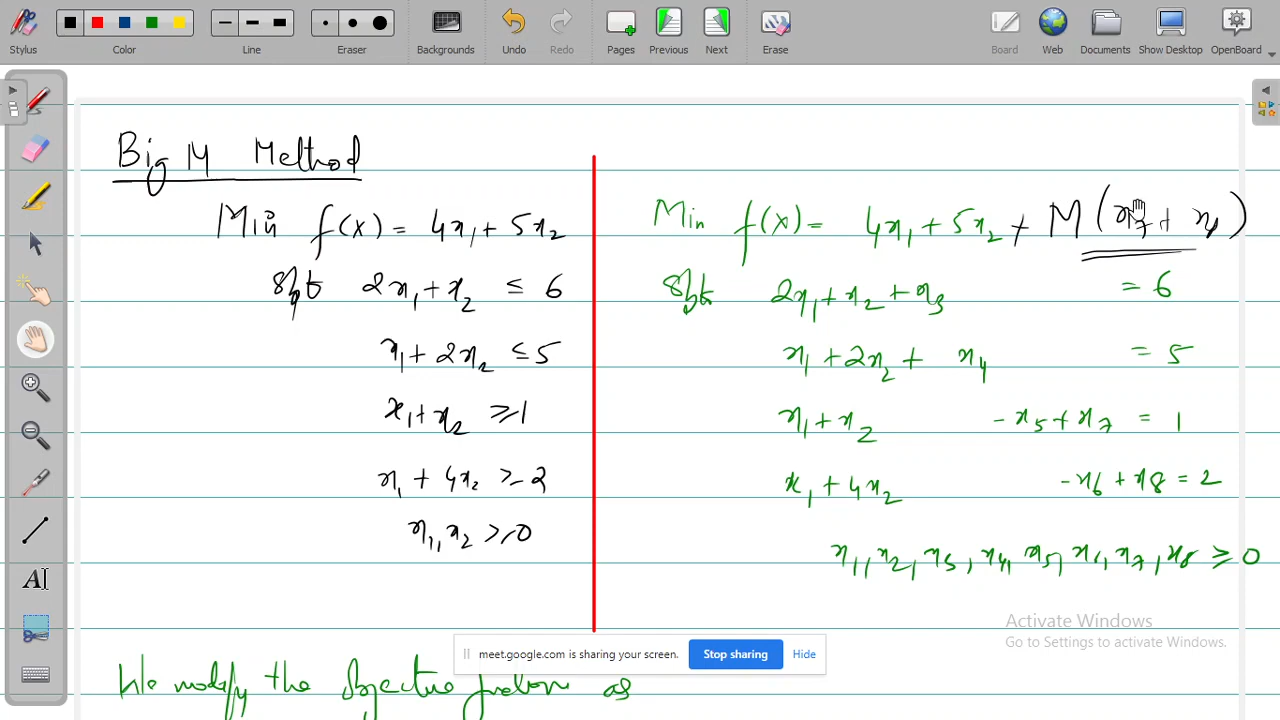 Stylus Color Line Eraser Backgrounds Undo Redo Pages Previous Next Erase Board Web Documents Show Desktop OpenBoard
Big M Method
Min f(x) = 4x₁ + 5x₂
Sbt 2x₁ + x₂ ≤ 6
x₁ + 2x₂ ≤ 5
x₁ + x₂ ≥ 1
x₁ + 4x₂ ≥ 2
x₁, x₂ ≥ 0
Min f(x) = 4x₁ + 5x₂ + M(x₇ + x₈)
Sbt 2x₁ + x₂ + x₃ = 6
x₁ + 2x₂ + x₄ = 5
x₁ + x₂ - x₅ + x₇ = 1
x₁ + 4x₂ - x₆ + x8 = 2
x₁, x₂, x₃, x₄, x₅, x₆, x₇, x₈ ≥ 0
Activate Windows
Go to Settings to activate Windows.
meet.google.com is sharing your screen. Stop sharing Hide
We modify the Objective function as